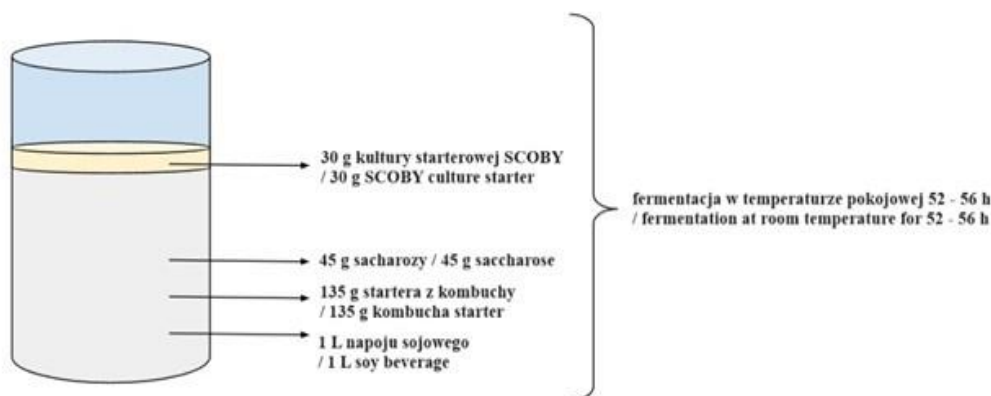 30 g kultury starterowej SCOBY
/ 30 g SCOBY culture starter
45 g sacharozy / 45 g saccharose
135 g startera z kombuchy
/ 135 g kombucha starter
1 L napoju sojowego
/ 1 L soy beverage
fermentacja w temperaturze pokojowej 52 - 56 h
/ fermentation at room temperature for 52 - 56 h